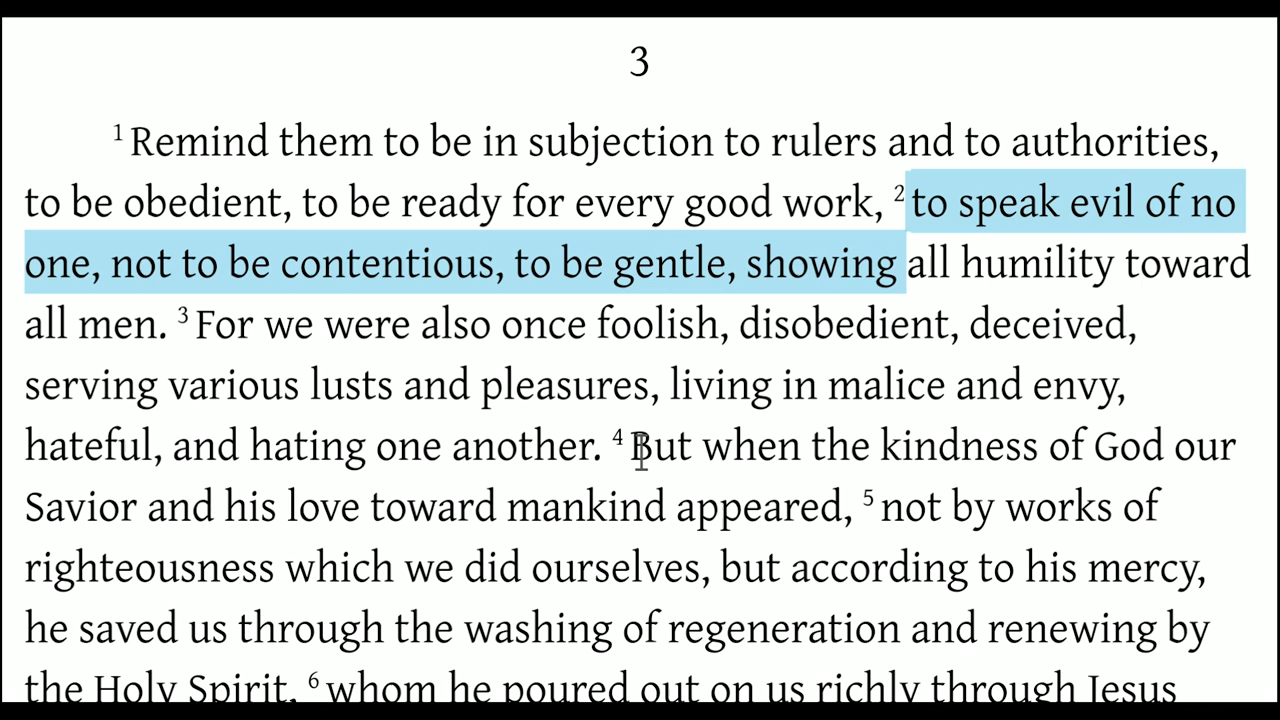 3
1 Remind them to be in subjection to rulers and to authorities,
to be obedient, to be ready for every good work, 2 to speak evil of no
one, not to be contentious, to be gentle, showing all humility toward
all men. 3 For we were also once foolish, disobedient, deceived,
serving various lusts and pleasures, living in malice and envy,
hateful, and hating one another. 4 But when the kindness of God our
Savior and his love toward mankind appeared, 5 not by works of
righteousness which we did ourselves, but according to his mercy,
he saved us through the washing of regeneration and renewing by
the Holy Spirit, 6 whom he poured out on us richly through Jesus